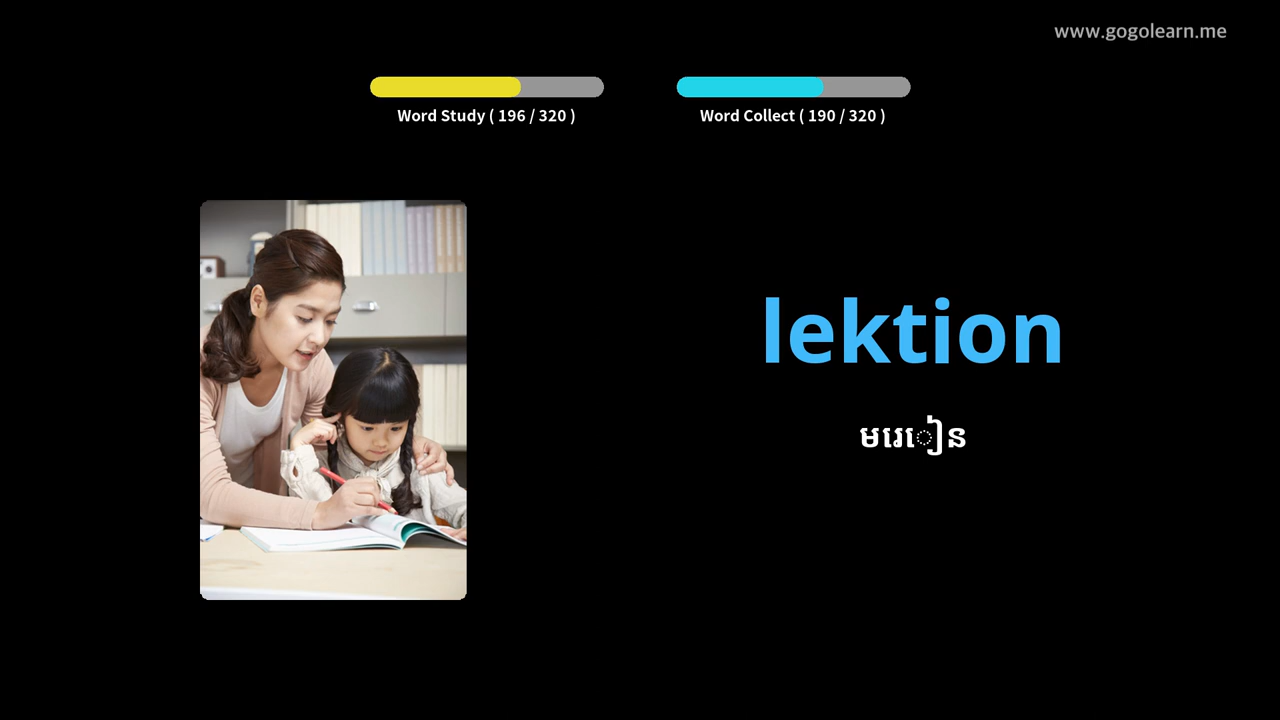 www.gogolearn.me
Word Study ( 196 / 320 )
Word Collect ( 190 / 320 )
lektion
មរេៀន